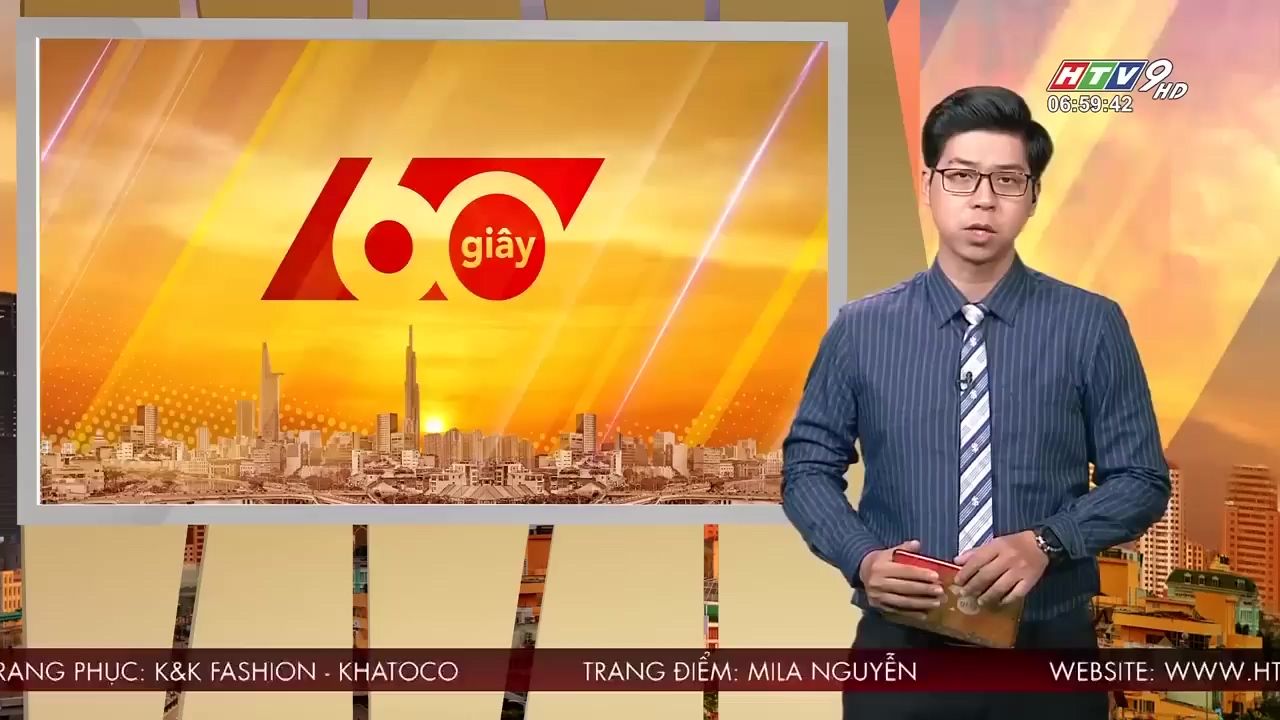 HTV9
HD
06:59:42
60
giây
RANG PHỤC: K&K FASHION - KHATOCO TRANG ĐIỂM: MILA NGUYỄN WEBSITE: WWW.HT